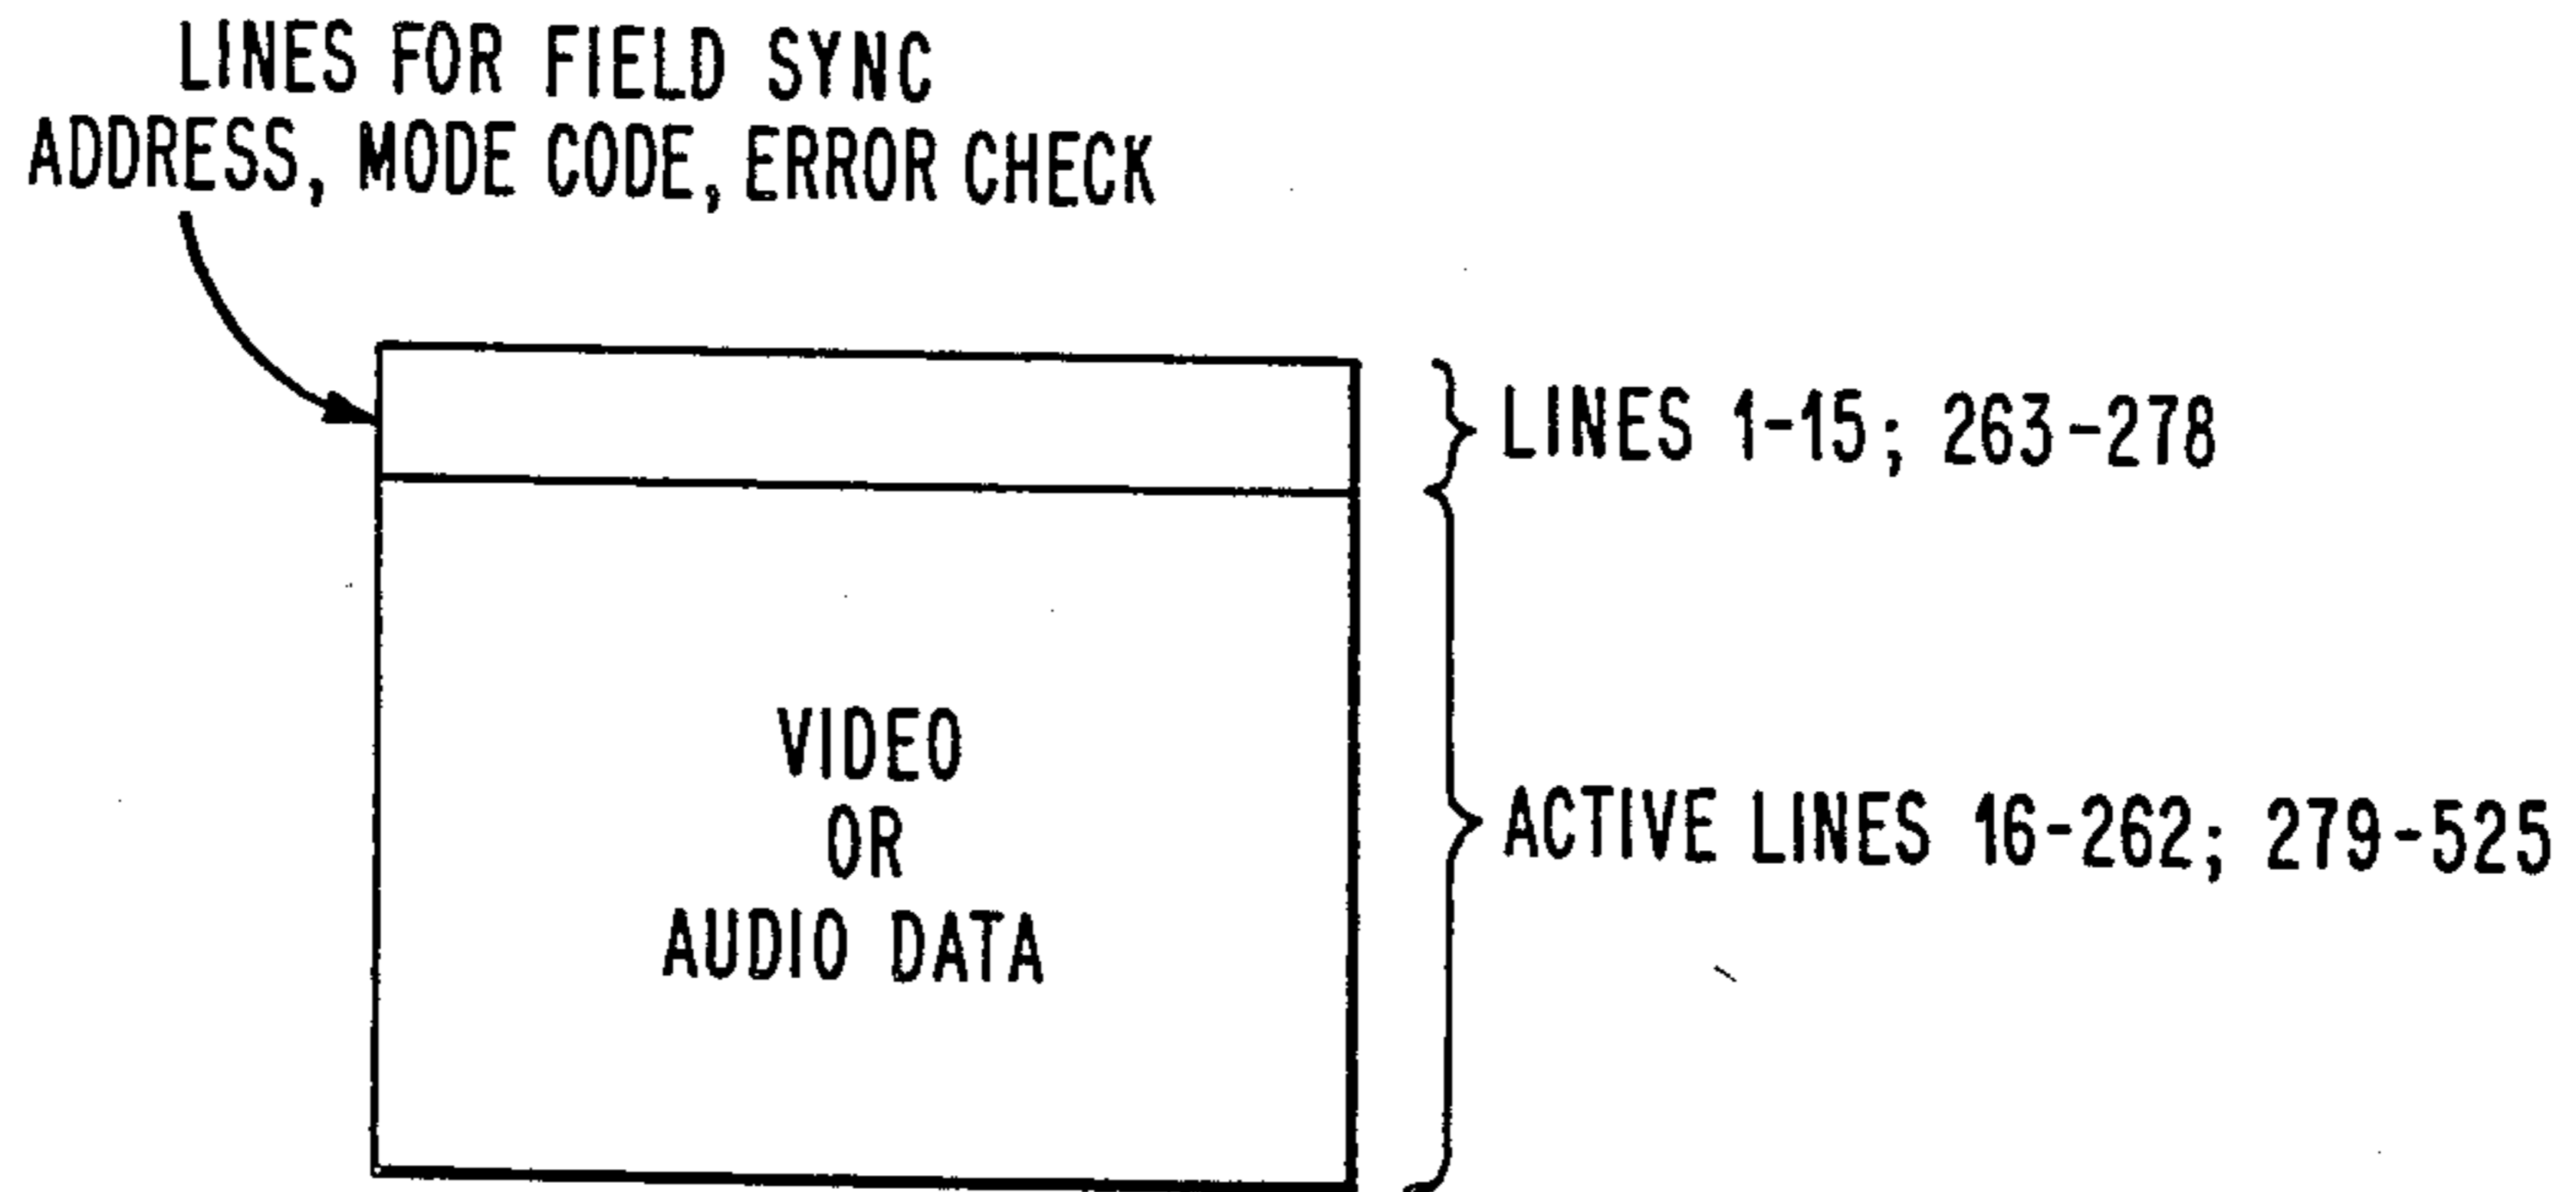 LINES FOR FIELD SYNC
ADDRESS, MODE CODE, ERROR CHECK
LINES 1-15; 263-278
VIDEO
OR
AUDIO DATA
ACTIVE LINES 16-262; 279-525